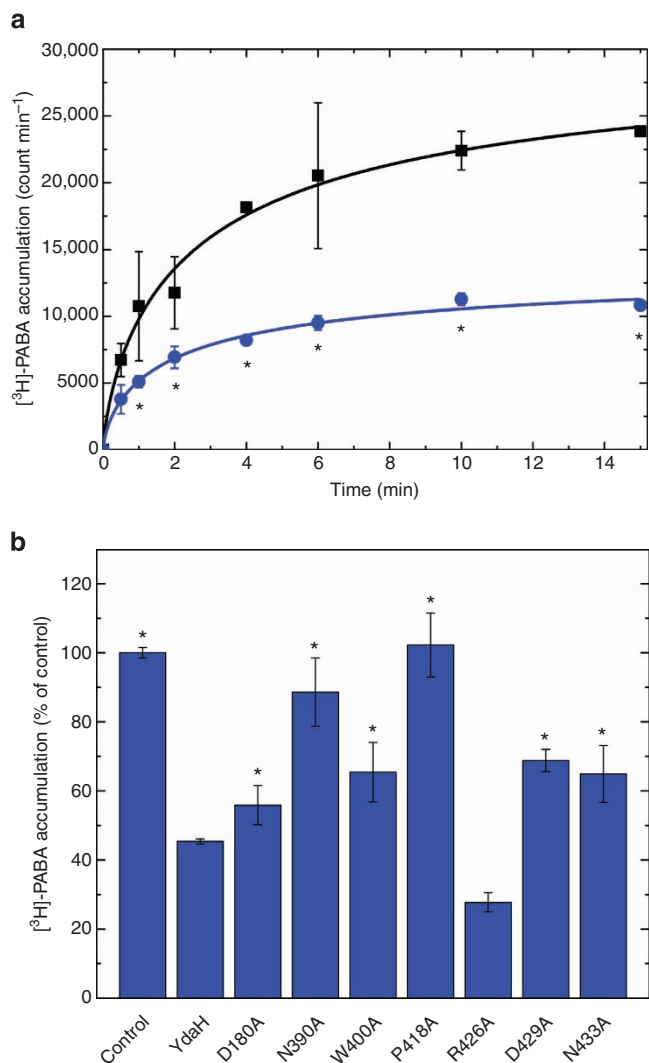 a
30,000
25,000
20,000
15,000
10,000
5000
0
[³H]-PABA accumulation (count min⁻¹)
* * * * * * *
0 2 4 6 8 10 12 14
Time (min)
b
120
100
80
60
40
20
0
[³H]-PABA accumulation (% of control)
* * * * * * *
Control YdaH D180A N390A W400A P418A R426A D429A N433A